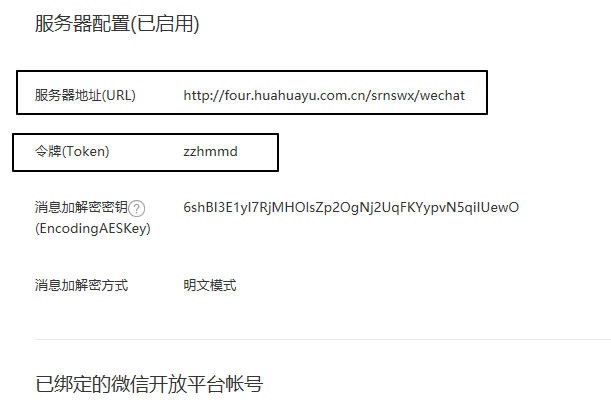 服务器配置(已启用)
服务器地址(URL) http://four.huahuayu.com.cn/srnswx/wechat
令牌(Token) zzhmmd
消息加解密密钥? 6shBI3E1yI7RjMHOlsZp2OgNj2UqFKYypvN5qiIUewO
(EncodingAESKey)
消息加解密方式 明文模式
已绑定的微信开放平台帐号